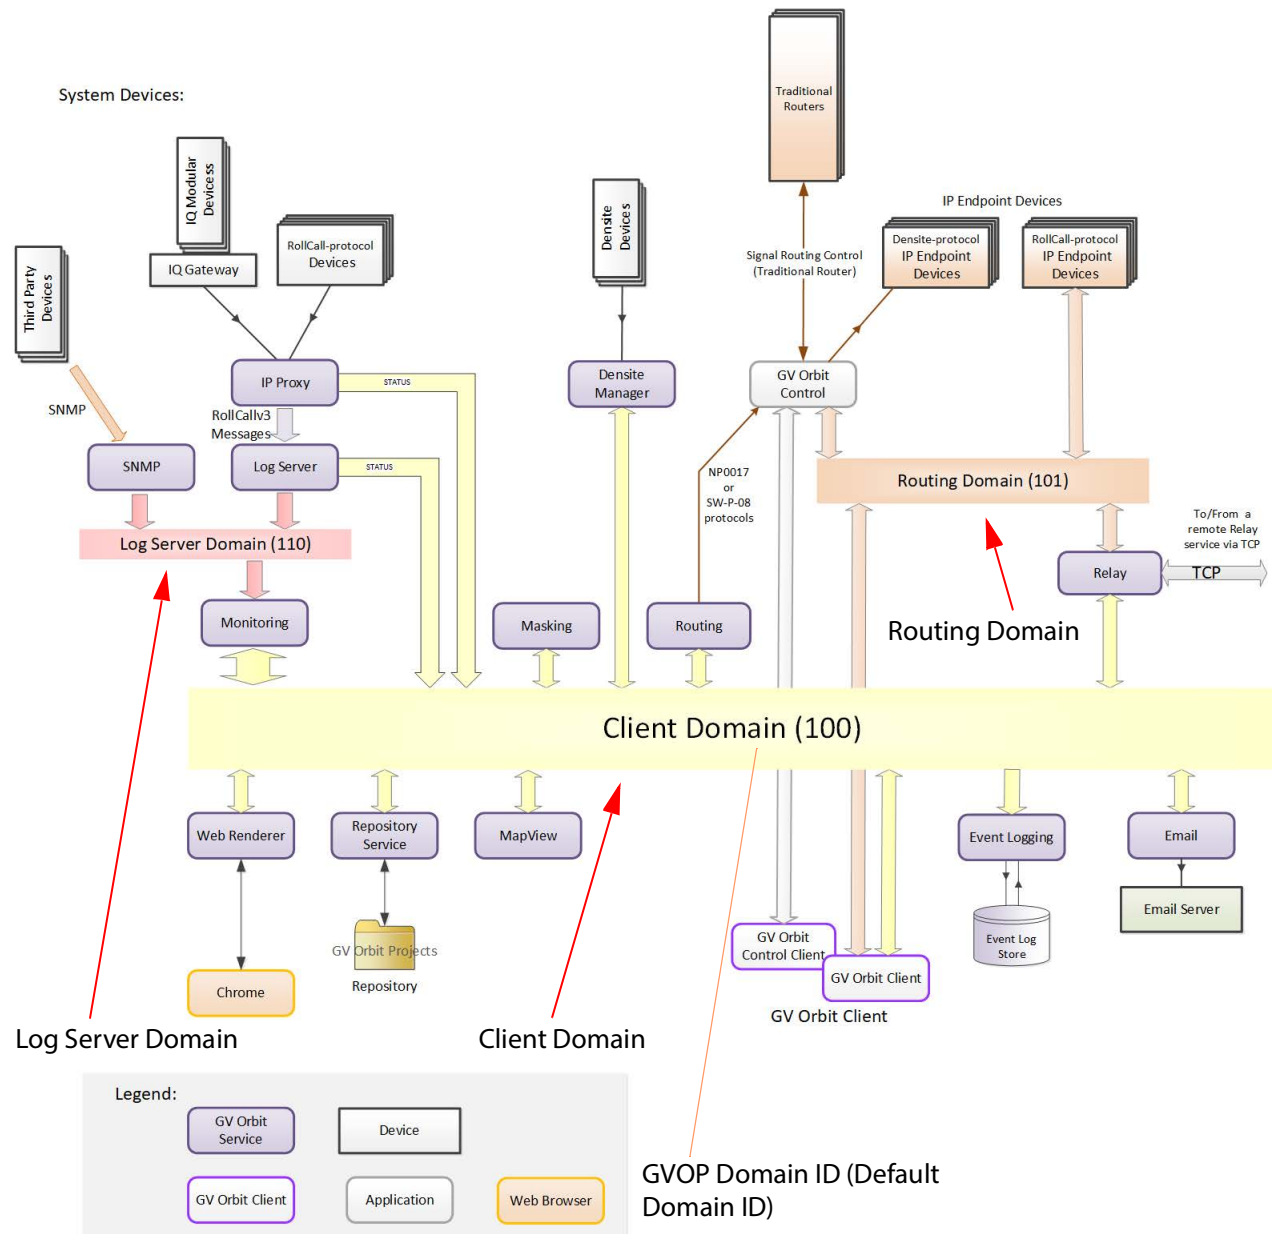 System Devices:
Traditional
Routers
IQ Modular
Devicess
Densite
Devices
IP Endpoint Devices
Third Party
Devices
IQ Gateway
RollCall-protocol
Devices
Signal Routing Control
(Traditional Router)
Densite-protocol
IP Endpoint
Devices
RollCall-protocol
IP Endpoint
Devices
SNMP
IP Proxy
STATUS
Densite
Manager
GV Orbit
Control
RollCallv3
Messages
SNMP
Log Server
STATUS
NP0017
or
SW-P-08
protocols
Routing Domain (101)
To/From a
remote Relay
service via TCP
Log Server Domain (110)
Relay
TCP
Monitoring
Masking
Routing
Routing Domain
Client Domain (100)
Web Renderer
Repository
Service
MapView
Event Logging
Email
GV Orbit Projects
Repository
GV Orbit
Control Client
GV Orbit Client
GV Orbit Client
Event Log
Store
Email Server
Chrome
Log Server Domain
Client Domain
Legend:
GV Orbit
Service
Device
GV Orbit Client
Application
Web Browser
GVOP Domain ID (Default
Domain ID)